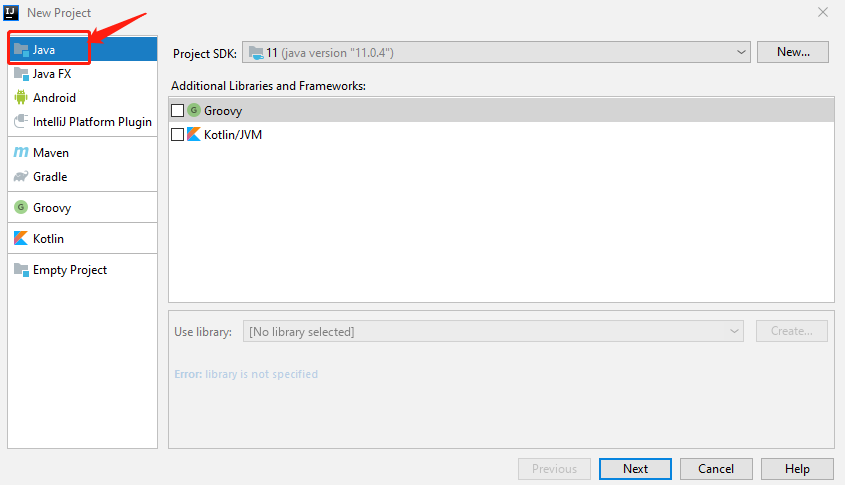 New Project
Java
Java FX
Android
IntelliJ Platform Plugin
Maven
Gradle
Groovy
Kotlin
Empty Project
Project SDK: 11 (java version "11.0.4") New...
Additional Libraries and Frameworks:
Groovy
Kotlin/JVM
Use library: [No library selected] Create...
Error: library is not specified
Previous Next Cancel Help